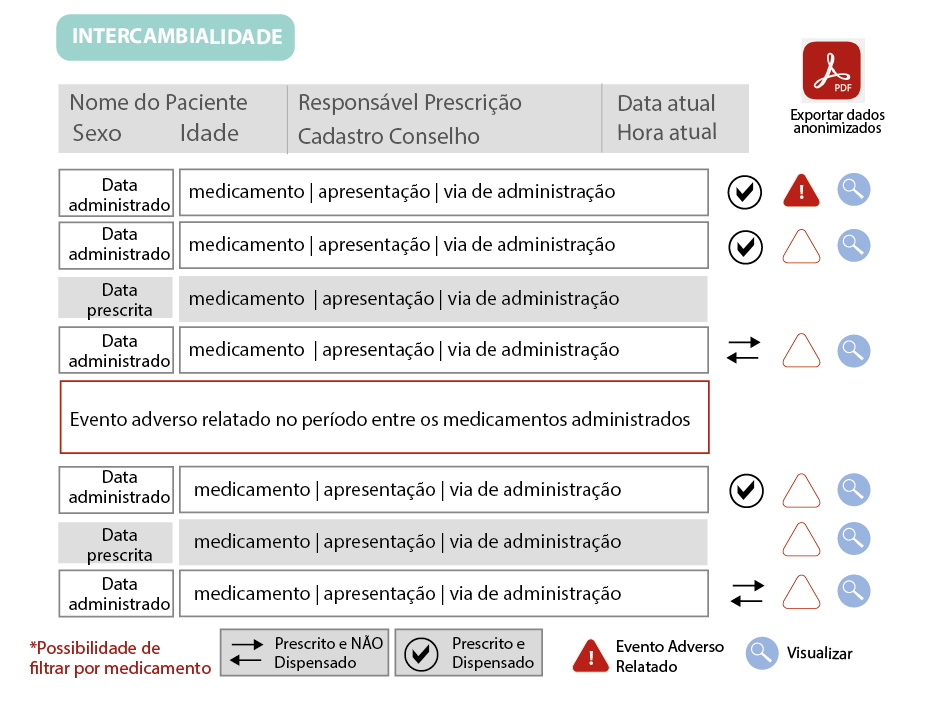 INTERCAMBIALIDADE
PDF
Exportar dados
anonimizados
Nome do Paciente
Sexo Idade
Responsável Prescrição
Cadastro Conselho
Data atual
Hora atual
Data
administrado
medicamento | apresentação | via de administração
!
Data
administrado
medicamento | apresentação | via de administração
Data
prescrita
medicamento | apresentação | via de administração
Data
administrado
medicamento | apresentação | via de administração
Evento adverso relatado no período entre os medicamentos administrados
Data
administrado
medicamento | apresentação | via de administração
Data
prescrita
medicamento | apresentação | via de administração
Data
administrado
medicamento | apresentação | via de administração
*Possibilidade de
filtrar por medicamento
Prescrito e NÃO
Dispensado
Prescrito e
Dispensado
!
Evento Adverso
Relatado
Visualizar